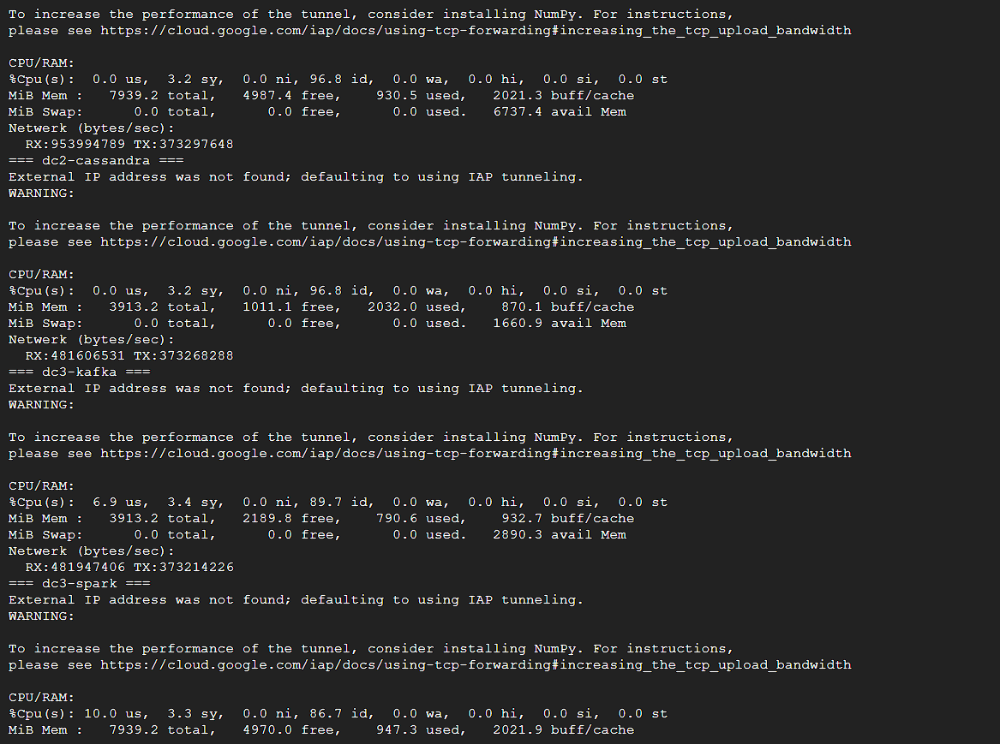 To increase the performance of the tunnel, consider installing NumPy. For instructions,
please see https://cloud.google.com/iap/docs/using-tcp-forwarding#increasing_the_tcp_upload_bandwidth
CPU/RAM:
%Cpu(s):  0.0 us,  3.2 sy,  0.0 ni, 96.8 id,  0.0 wa,  0.0 hi,  0.0 si,  0.0 st
MiB Mem :   7939.2 total,   4987.4 free,    930.5 used,   2021.3 buff/cache
MiB Swap:      0.0 total,      0.0 free,      0.0 used.   6737.4 avail Mem
Netwerk (bytes/sec):
  RX:953994789 TX:373297648
=== dc2-cassandra ===
External IP address was not found; defaulting to using IAP tunneling.
WARNING:
To increase the performance of the tunnel, consider installing NumPy. For instructions,
please see https://cloud.google.com/iap/docs/using-tcp-forwarding#increasing_the_tcp_upload_bandwidth
CPU/RAM:
%Cpu(s):  0.0 us,  3.2 sy,  0.0 ni, 96.8 id,  0.0 wa,  0.0 hi,  0.0 si,  0.0 st
MiB Mem :   3913.2 total,   1011.1 free,   2032.0 used,    870.1 buff/cache
MiB Swap:      0.0 total,      0.0 free,      0.0 used.   1660.9 avail Mem
Netwerk (bytes/sec):
  RX:481606531 TX:373268288
=== dc3-kafka ===
External IP address was not found; defaulting to using IAP tunneling.
WARNING:
To increase the performance of the tunnel, consider installing NumPy. For instructions,
please see https://cloud.google.com/iap/docs/using-tcp-forwarding#increasing_the_tcp_upload_bandwidth
CPU/RAM:
%Cpu(s):  6.9 us,  3.4 sy,  0.0 ni, 89.7 id,  0.0 wa,  0.0 hi,  0.0 si,  0.0 st
MiB Mem :   3913.2 total,   2189.8 free,    790.6 used,    932.7 buff/cache
MiB Swap:      0.0 total,      0.0 free,      0.0 used.   2890.3 avail Mem
Netwerk (bytes/sec):
  RX:481947406 TX:373214226
=== dc3-spark ===
External IP address was not found; defaulting to using IAP tunneling.
WARNING:
To increase the performance of the tunnel, consider installing NumPy. For instructions,
please see https://cloud.google.com/iap/docs/using-tcp-forwarding#increasing_the_tcp_upload_bandwidth
CPU/RAM:
%Cpu(s): 10.0 us,  3.3 sy,  0.0 ni, 86.7 id,  0.0 wa,  0.0 hi,  0.0 si,  0.0 st
MiB Mem :   7939.2 total,   4970.0 free,    947.3 used,   2021.9 buff/cache